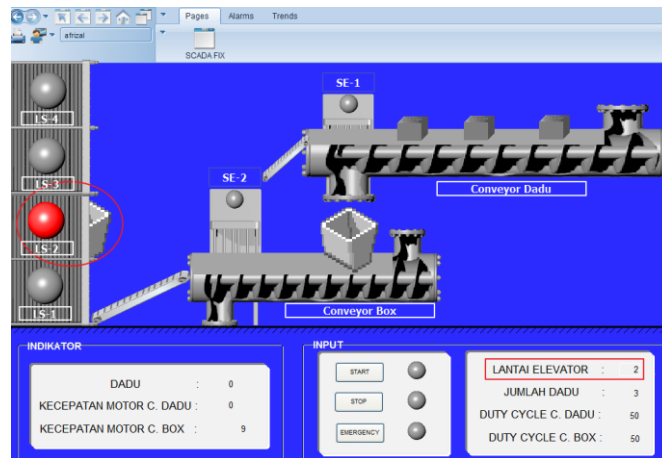 Pages Alarms Trends
afrizal
SCADA FIX
SE-1
LS-4
LS-3
SE-2
Conveyor Dadu
LS-2
LS-1
Conveyor Box
INDIKATOR
DADU : 0
KECEPATAN MOTOR C. DADU : 0
KECEPATAN MOTOR C. BOX : 9
INPUT
START
STOP
EMERGENCY
LANTAI ELEVATOR : 2
JUMLAH DADU : 3
DUTY CYCLE C. DADU : 50
DUTY CYCLE C. BOX : 50